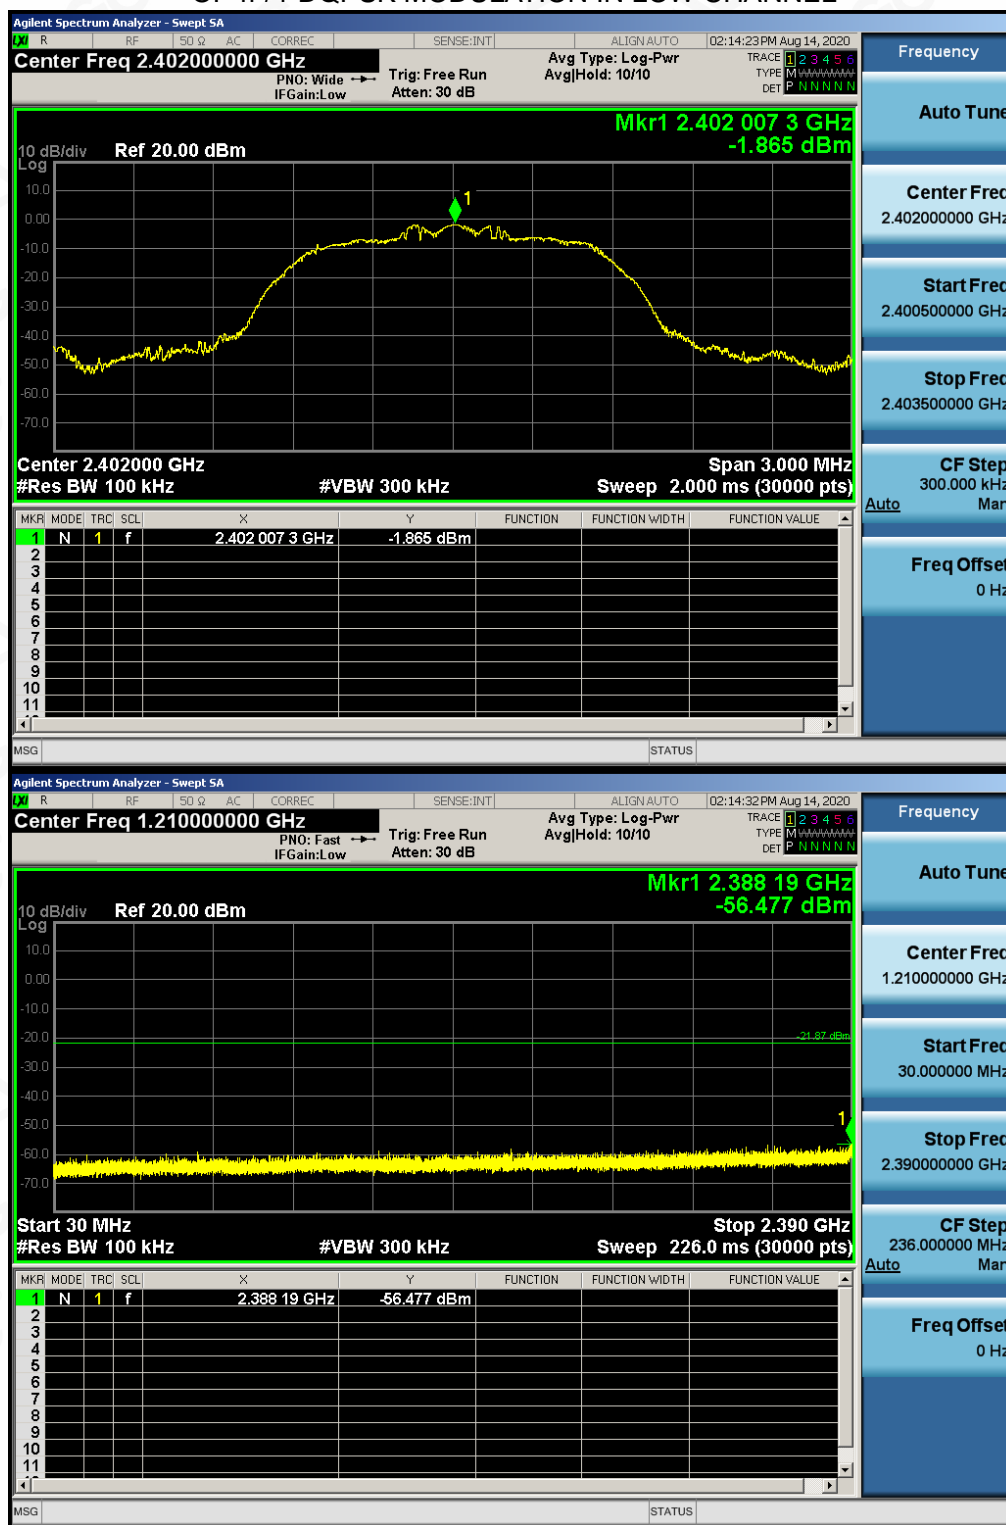 Agilent Spectrum Analyzer - Swept SA
LXI R RF 50 Ω AC CORREC SENSE:INT ALIGN AUTO 02:14:23 PM Aug 14, 2020
Center Freq 2.402000000 GHz
PNO: Wide
IFGain:Low
Trig: Free Run
Atten: 30 dB
Avg Type: Log-Pwr
Avg|Hold: 10/10
TRACE 1 2 3 4 5 6
TYPE M
DET P N N N N N
Mkr1 2.402 007 3 GHz
-1.865 dBm
10 dB/div Ref 20.00 dBm
Log
10.0
0.00
-10.0
-20.0
-30.0
-40.0
-50.0
-60.0
-70.0
1
Center 2.402000 GHz Span 3.000 MHz
#Res BW 100 kHz #VBW 300 kHz Sweep 2.000 ms (30000 pts)
MKR MODE TRC SCL X Y FUNCTION FUNCTION WIDTH FUNCTION VALUE
1 N 1 f 2.402 007 3 GHz -1.865 dBm
2
3
4
5
6
7
8
9
10
11
MSG STATUS
Frequency
Auto Tune
Center Freq
2.402000000 GHz
Start Freq
2.400500000 GHz
Stop Freq
2.403500000 GHz
CF Step
300.000 kHz
Auto Man
Freq Offset
0 Hz
Agilent Spectrum Analyzer - Swept SA
LXI R RF 50 Ω AC CORREC SENSE:INT ALIGN AUTO 02:14:32 PM Aug 14, 2020
Center Freq 1.210000000 GHz
PNO: Fast
IFGain:Low
Trig: Free Run
Atten: 30 dB
Avg Type: Log-Pwr
Avg|Hold: 10/10
TRACE 1 2 3 4 5 6
TYPE M
DET P N N N N N
Mkr1 2.388 19 GHz
-56.477 dBm
10 dB/div Ref 20.00 dBm
Log
10.0
0.00
-10.0
-20.0
-30.0
-40.0
-50.0
-60.0
-70.0
-21.87 dBm
1
Start 30 MHz Stop 2.390 GHz
#Res BW 100 kHz #VBW 300 kHz Sweep 226.0 ms (30000 pts)
MKR MODE TRC SCL X Y FUNCTION FUNCTION WIDTH FUNCTION VALUE
1 N 1 f 2.388 19 GHz -56.477 dBm
2
3
4
5
6
7
8
9
10
11
MSG STATUS
Frequency
Auto Tune
Center Freq
1.210000000 GHz
Start Freq
30.000000 MHz
Stop Freq
2.390000000 GHz
CF Step
236.000000 MHz
Auto Man
Freq Offset
0 Hz